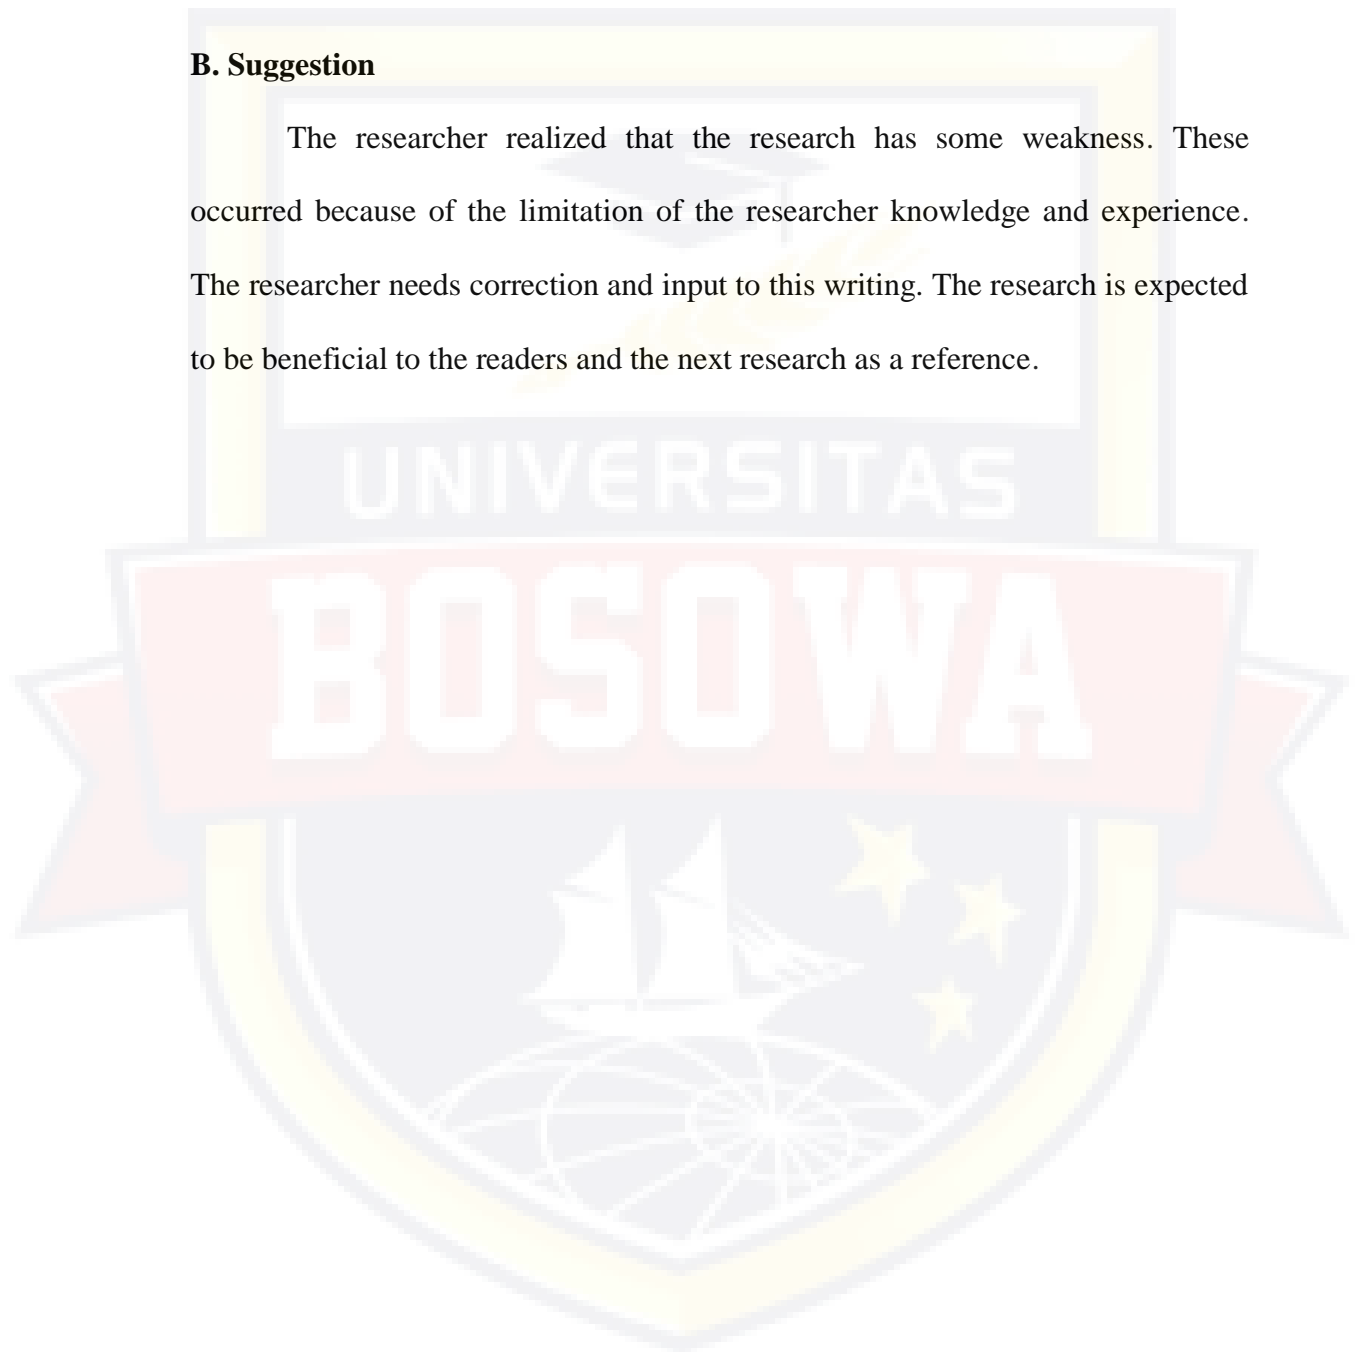 B. Suggestion
The researcher realized that the research has some weakness. These
occurred because of the limitation of the researcher knowledge and experience.
The researcher needs correction and input to this writing. The research is expected
to be beneficial to the readers and the next research as a reference.
UNIVERSITAS
BOSOWA